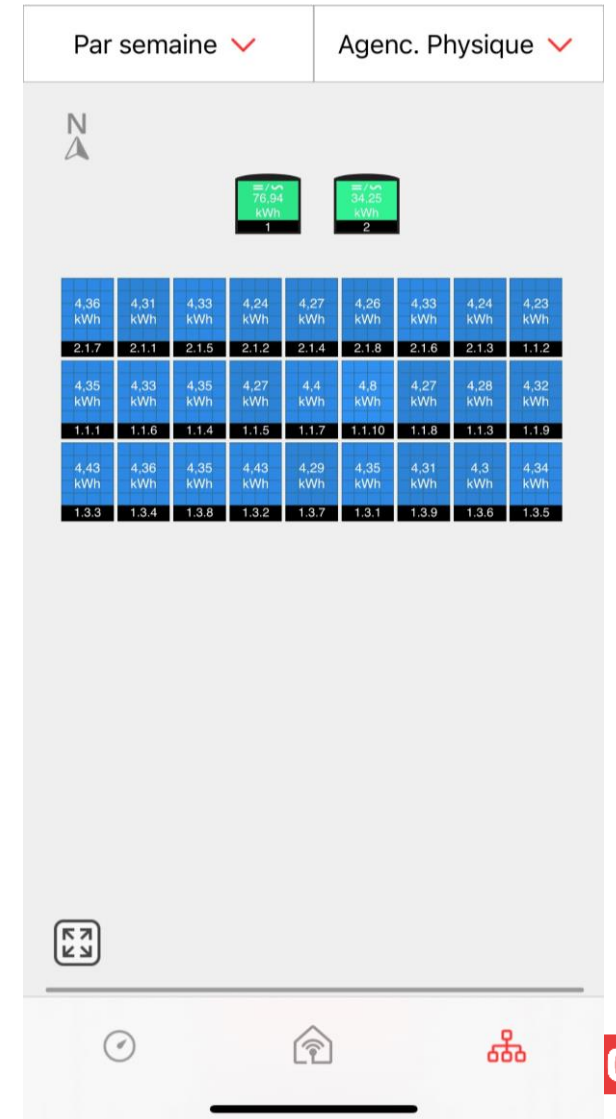 Par semaine Agenc. Physique
N
76,94 34,25
kWh kWh
1 2
4,36 4,31 4,33 4,24 4,27 4,26 4,33 4,24 4,23
kWh kWh kWh kWh kWh kWh kWh kWh kWh
2.1.7 2.1.1 2.1.5 2.1.2 2.1.4 2.1.8 2.1.6 2.1.3 1.1.2
4,35 4,33 4,35 4,27 4,4 4,8 4,27 4,28 4,32
kWh kWh kWh kWh kWh kWh kWh kWh kWh
1.1.1 1.1.6 1.1.4 1.1.5 1.1.7 1.1.10 1.1.8 1.1.3 1.1.9
4,43 4,36 4,35 4,43 4,29 4,35 4,31 4,3 4,34
kWh kWh kWh kWh kWh kWh kWh kWh kWh
1.3.3 1.3.4 1.3.8 1.3.2 1.3.7 1.3.1 1.3.9 1.3.6 1.3.5